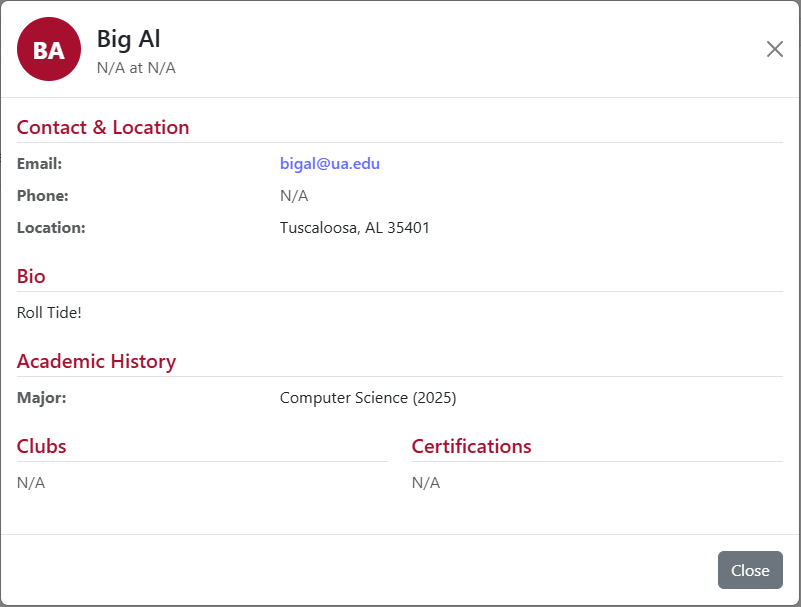 BA
Big Al
N/A at N/A
Contact & Location
Email: bigal@ua.edu
Phone: N/A
Location: Tuscaloosa, AL 35401
Bio
Roll Tide!
Academic History
Major: Computer Science (2025)
Clubs
N/A
Certifications
N/A
Close